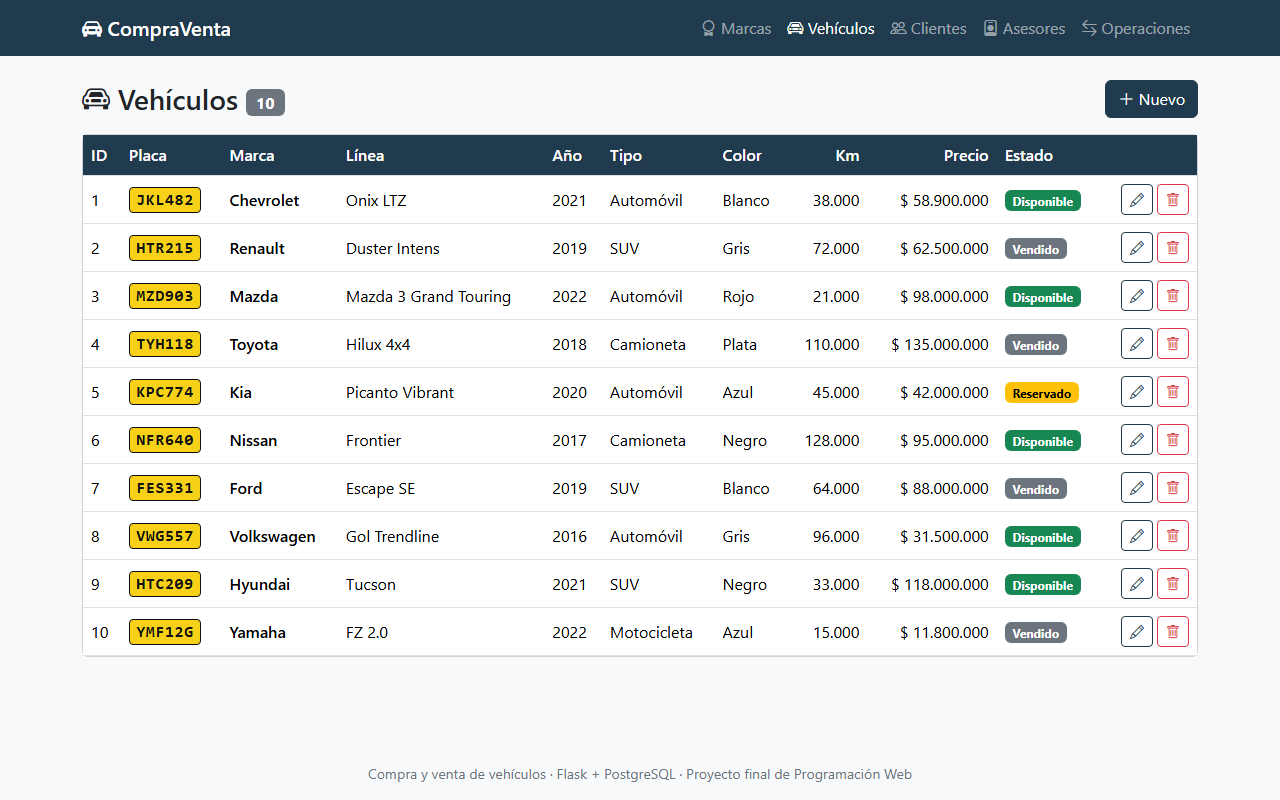 CompraVenta Marcas Vehículos Clientes Asesores Operaciones
Vehículos 10 Nuevo
ID Placa Marca Línea Año Tipo Color Km Precio Estado
1 JKL482 Chevrolet Onix LTZ 2021 Automóvil Blanco 38.000 $ 58.900.000 Disponible
2 HTR215 Renault Duster Intens 2019 SUV Gris 72.000 $ 62.500.000 Vendido
3 MZD903 Mazda Mazda 3 Grand Touring 2022 Automóvil Rojo 21.000 $ 98.000.000 Disponible
4 TYH118 Toyota Hilux 4x4 2018 Camioneta Plata 110.000 $ 135.000.000 Vendido
5 KPC774 Kia Picanto Vibrant 2020 Automóvil Azul 45.000 $ 42.000.000 Reservado
6 NFR640 Nissan Frontier 2017 Camioneta Negro 128.000 $ 95.000.000 Disponible
7 FES331 Ford Escape SE 2019 SUV Blanco 64.000 $ 88.000.000 Vendido
8 VWG557 Volkswagen Gol Trendline 2016 Automóvil Gris 96.000 $ 31.500.000 Disponible
9 HTC209 Hyundai Tucson 2021 SUV Negro 33.000 $ 118.000.000 Disponible
10 YMF12G Yamaha FZ 2.0 2022 Motocicleta Azul 15.000 $ 11.800.000 Vendido
Compra y venta de vehículos · Flask + PostgreSQL · Proyecto final de Programación Web